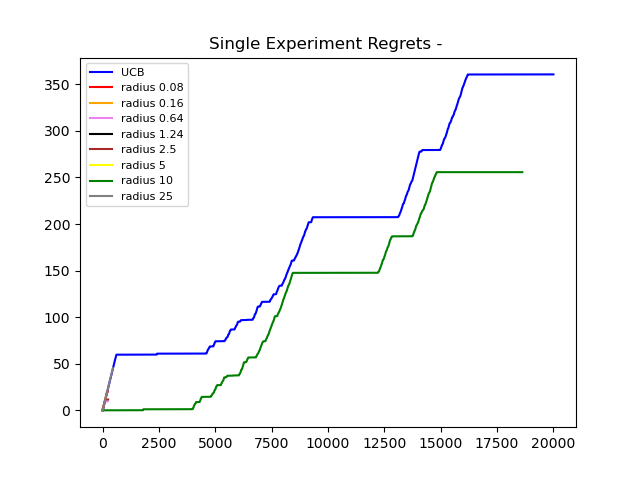 Single Experiment Regrets -
UCB
radius 0.08
radius 0.16
radius 0.64
radius 1.24
radius 2.5
radius 5
radius 10
radius 25
350
300
250
200
150
100
50
0
0 2500 5000 7500 10000 12500 15000 17500 20000